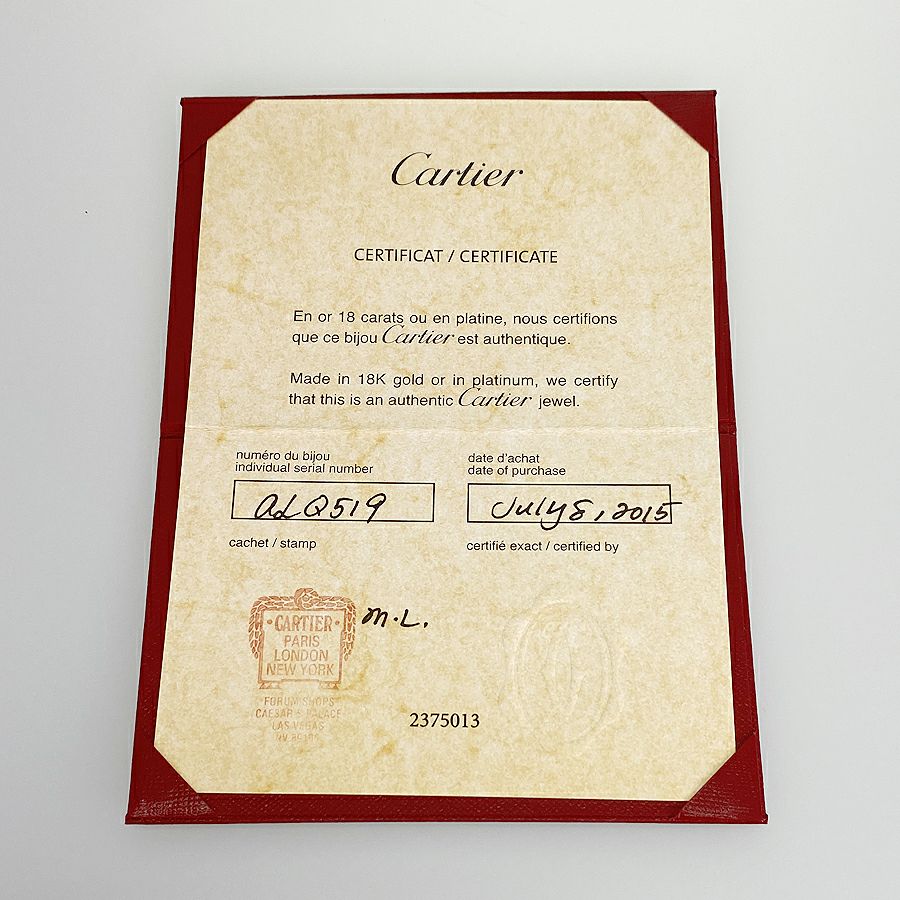 Cartier
CERTIFICAT / CERTIFICATE
En or 18 carats ou en platine, nous certifions
que ce bijou Cartier est authentique.
Made in 18K gold or in platinum, we certify
that this is an authentic Cartier jewel.
numéro du bijou
individual serial number
date d'achat
date of purchase
QLQ519
July 8, 2015
cachet / stamp
certifié exact / certified by
M.L.
CARTIER
PARIS
LONDON
NEW YORK
FORUM SHOPS
CAESAR'S PALACE
LAS VEGAS
2375013